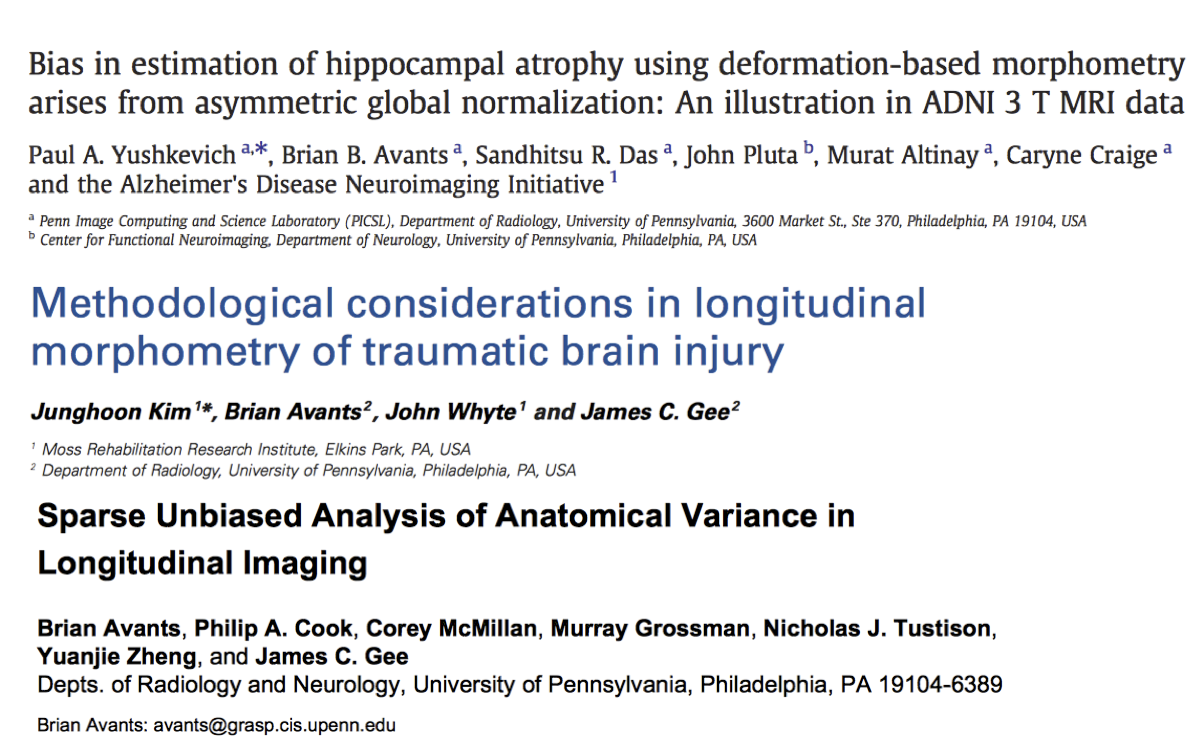 Bias in estimation of hippocampal atrophy using deformation-based morphometry
arises from asymmetric global normalization: An illustration in ADNI 3 T MRI data
Paul A. Yushkevich a,*, Brian B. Avants a, Sandhitsu R. Das a, John Pluta b, Murat Altinay a, Caryne Craige a
and the Alzheimer's Disease Neuroimaging Initiative 1
a Penn Image Computing and Science Laboratory (PICSL), Department of Radiology, University of Pennsylvania, 3600 Market St., Ste 370, Philadelphia, PA 19104, USA
b Center for Functional Neuroimaging, Department of Neurology, University of Pennsylvania, Philadelphia, PA, USA
Methodological considerations in longitudinal
morphometry of traumatic brain injury
Junghoon Kim 1*, Brian Avants 2, John Whyte 1 and James C. Gee 2
1 Moss Rehabilitation Research Institute, Elkins Park, PA, USA
2 Department of Radiology, University of Pennsylvania, Philadelphia, PA, USA
Sparse Unbiased Analysis of Anatomical Variance in
Longitudinal Imaging
Brian Avants, Philip A. Cook, Corey McMillan, Murray Grossman, Nicholas J. Tustison,
Yuanjie Zheng, and James C. Gee
Depts. of Radiology and Neurology, University of Pennsylvania, Philadelphia, PA 19104-6389
Brian Avants: avants@grasp.cis.upenn.edu